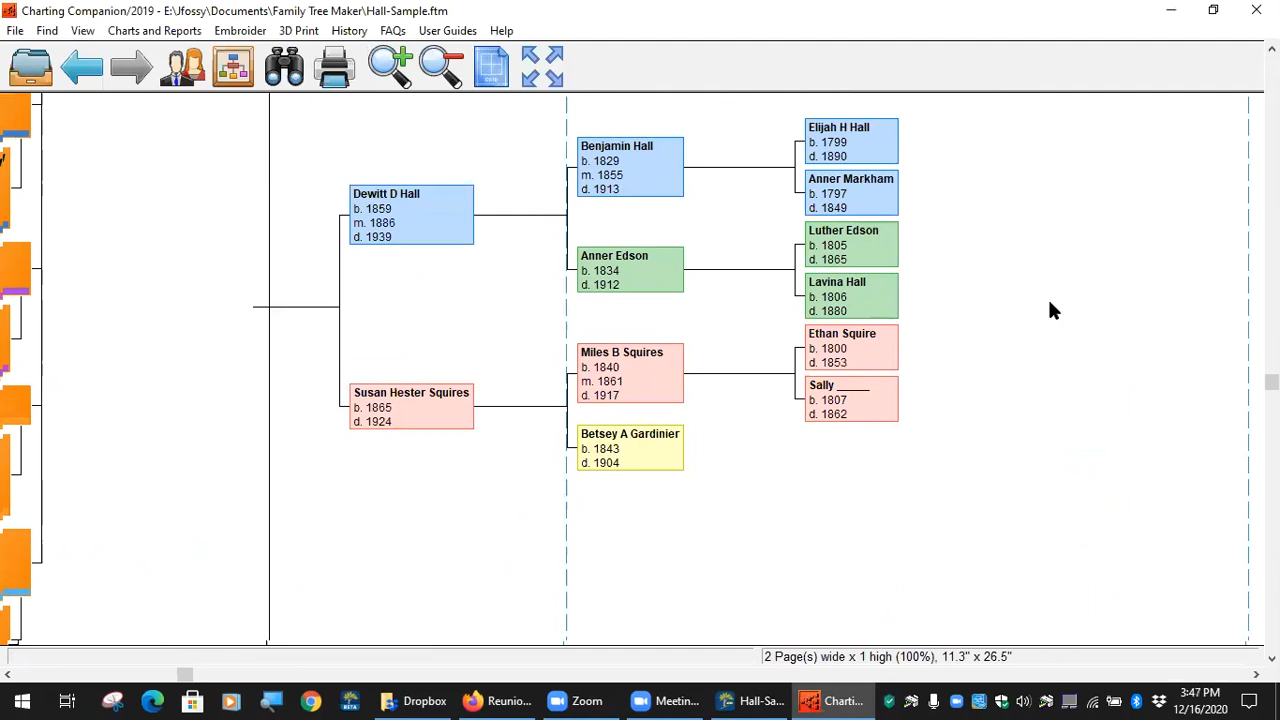 Charting Companion/2019 - E:\Jfossy\Documents\Family Tree Maker\Hall-Sample.ftm
File Find View Charts and Reports Embroider 3D Print History FAQs User Guides Help
Elijah H Hall
b. 1799
d. 1890
Benjamin Hall
b. 1829
m. 1855
d. 1913
Anner Markham
b. 1797
d. 1849
Dewitt D Hall
b. 1859
m. 1886
d. 1939
Luther Edson
b. 1805
d. 1865
Anner Edson
b. 1834
d. 1912
Lavina Hall
b. 1806
d. 1880
Ethan Squire
b. 1800
d. 1853
Miles B Squires
b. 1840
m. 1861
d. 1917
Sally _____
b. 1807
d. 1862
Susan Hester Squires
b. 1865
d. 1924
Betsey A Gardinier
b. 1843
d. 1904
2 Page(s) wide x 1 high (100%), 11.3" x 26.5"
Dropbox
Reunio...
Zoom
Meetin...
Hall-Sa...
Charti...
3:47 PM
12/16/2020